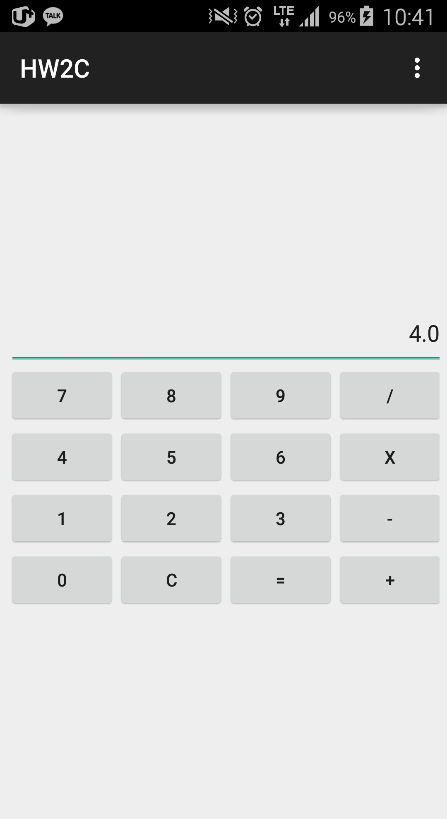 U+ TALK LTE 96% 10:41
HW2C
4.0
7 8 9 /
4 5 6 X
1 2 3 -
0 C = +